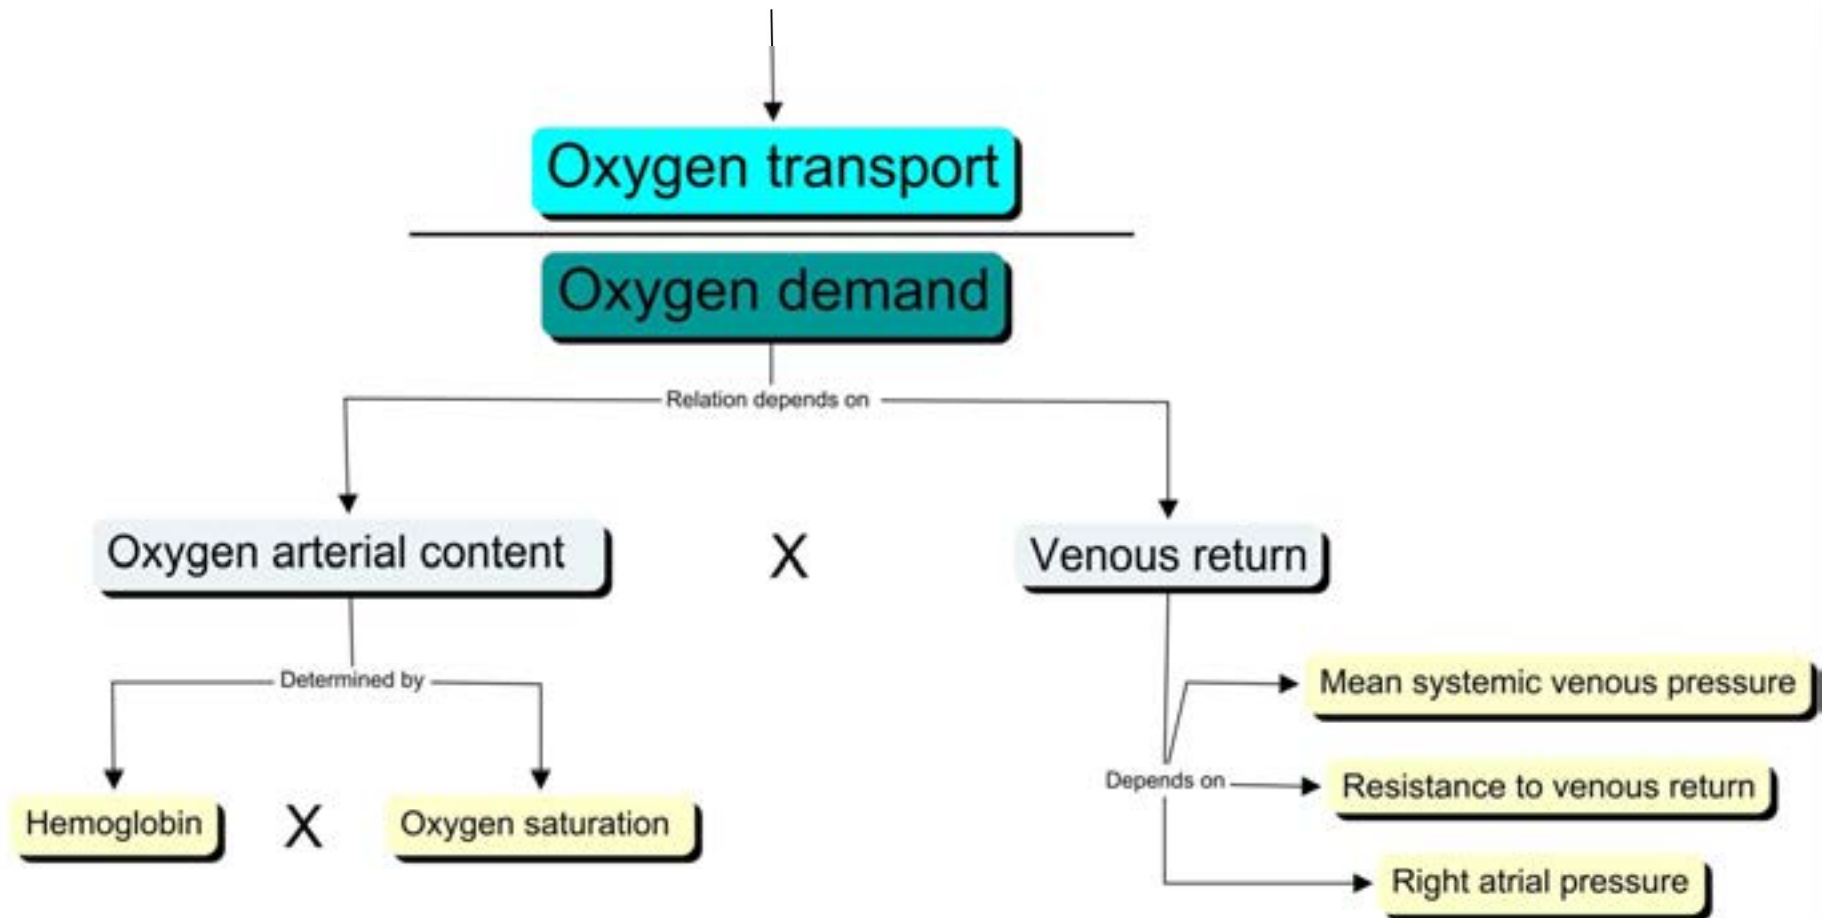 Oxygen transport
Oxygen demand
Relation depends on
Oxygen arterial content X Venous return
Determined by
Mean systemic venous pressure
Depends on
Resistance to venous return
Hemoglobin X Oxygen saturation
Right atrial pressure